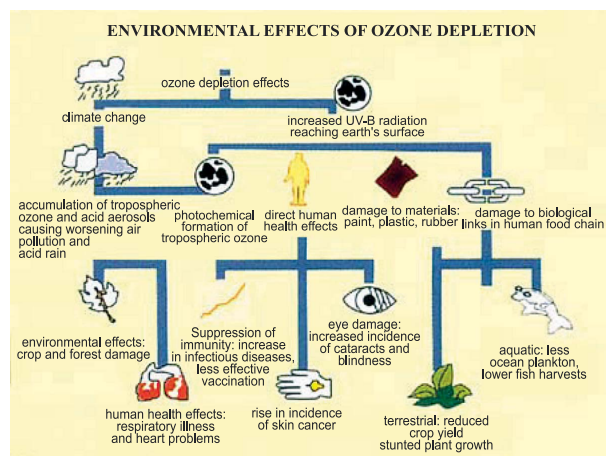 ENVIRONMENTAL EFFECTS OF OZONE DEPLETION
ozone depletion effects
climate change
increased UV-B radiation
reaching earth's surface
accumulation of tropospheric
ozone and acid aerosols
causing worsening air
pollution and
acid rain
photochemical
formation of
tropospheric ozone
direct human
health effects
damage to materials:
paint, plastic, rubber
damage to biological
links in human food chain
environmental effects:
crop and forest damage
Suppression of
immunity: increase
in infectious diseases,
less effective
vaccination
eye damage:
increased incidence
of cataracts and
blindness
aquatic: less
ocean plankton,
lower fish harvests
human health effects:
respiratory illness
and heart problems
rise in incidence
of skin cancer
terrestrial: reduced
crop yield
stunted plant growth